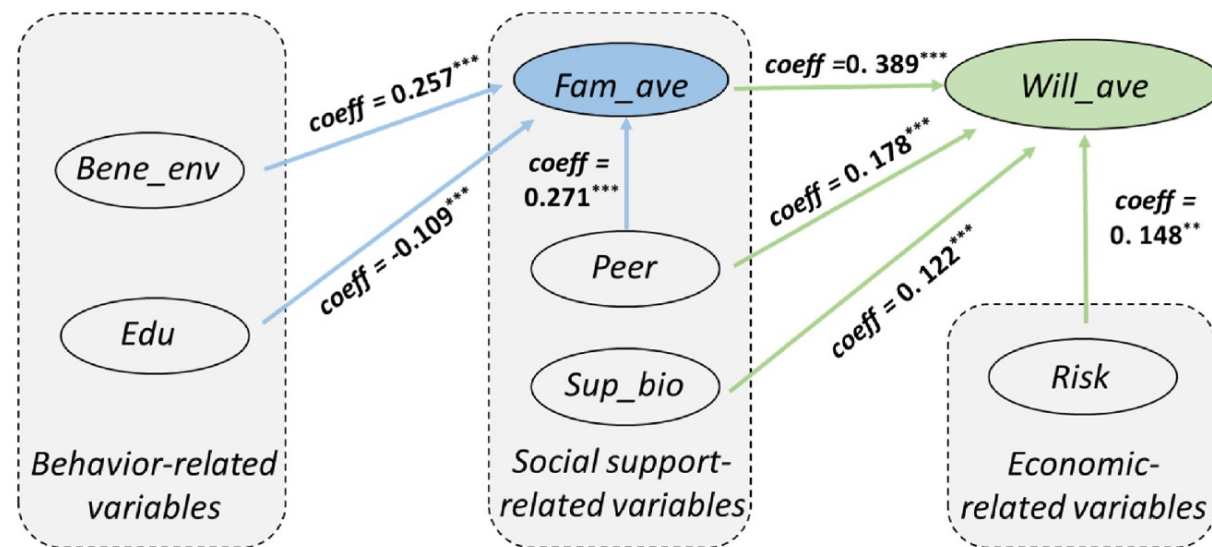 Bene_env
Edu
Behavior-related
variables
coeff = 0.257***
coeff = -0.109***
Fam_ave
coeff =
0.271***
Peer
Sup_bio
Social support-
related variables
coeff =0. 389***
coeff = 0. 178***
coeff = 0. 122***
Will_ave
coeff =
0. 148**
Risk
Economic-
related variables